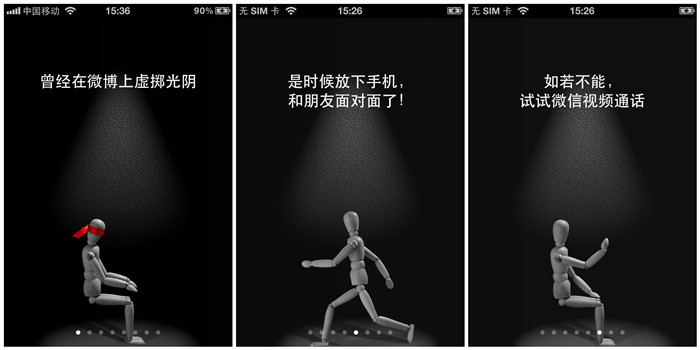 中国移动 15:36 90%
曾经在微博上虚掷光阴
无 SIM 卡 15:26
是时候放下手机，
和朋友面对面了！
无 SIM 卡 15:26
如若不能，
试试微信视频通话